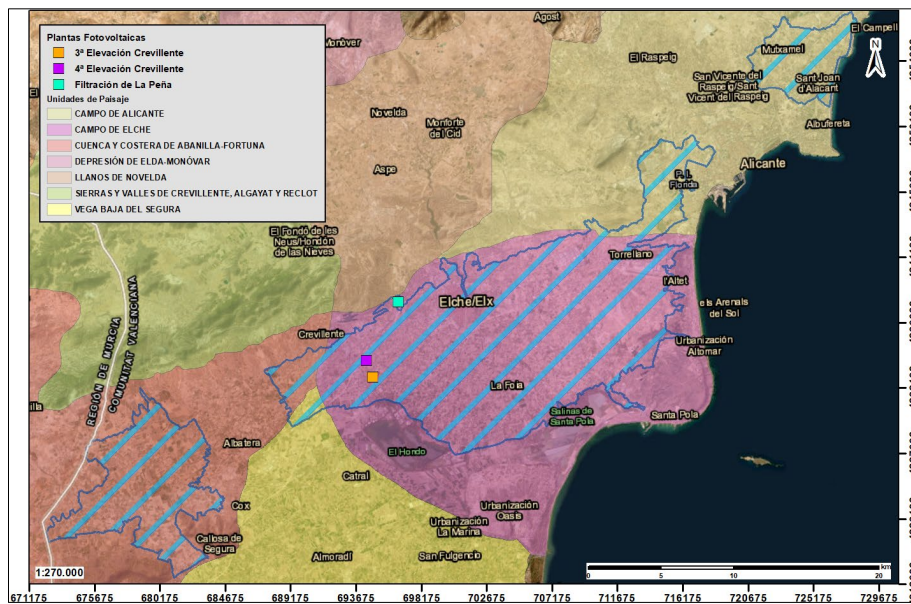 Plantas Fotovoltaicas
3ª Elevación Crevillente
4ª Elevación Crevillente
Filtración de La Peña
Unidades de Paisaje
CAMPO DE ALICANTE
CAMPO DE ELCHE
CUENCA Y COSTERA DE ABANILLA-FORTUNA
DEPRESIÓN DE ELDA-MONÓVAR
LLANOS DE NOVELDA
SIERRAS Y VALLES DE CREVILLENTE, ALGAYAT Y RECLOT
VEGA BAJA DEL SEGURA
Monòver
Agost
El Campell
N
Mutxamel
El Raspeig
San Vicente del
Raspeig/Sant
Vicent del Raspeig
Sant Joan
d'Alacant
Albufereta
Novelda
Monforte
del Cid
Aspe
Alicante
P. I.
Florida
El Fondó de les
Neus/Hondón
de las Nieves
Torrellano
l'Altet
els Arenals
del Sol
Elche/Elx
Crevillente
Urbanización
Altomar
La Foia
Salinas de
Santa Pola
Santa Pola
REGIÓN DE MURCIA
COMUNITAT VALENCIANA
Albatera
El Hondo
Catral
Cox
Urbanización
Oasis
Urbanización
La Marina
Callosa de
Segura
Almoradí
San Fulgencio
1:270.000
km
0 5 10 20
671175 675675 680175 684675 689175 693675 698175 702675 707175 711675 716175 720675 725175 729675